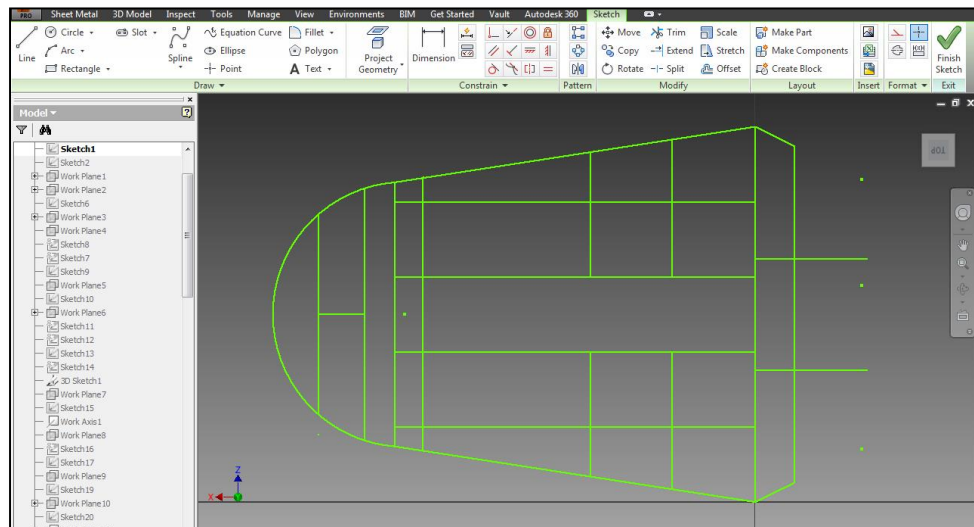 PRO Sheet Metal 3D Model Inspect Tools Manage View Environments BIM Get Started Vault Autodesk 360 Sketch
Line Circle Arc Rectangle Slot Spline Equation Curve Ellipse Point Fillet Polygon A Text Project Geometry
Dimension
Move Copy Rotate Trim Extend Split Scale Stretch Offset
Make Part Make Components Create Block
Finish Sketch
Draw Constrain Pattern Modify Layout Insert Format Exit
Model
Sketch1
Sketch2
Work Plane1
Work Plane2
Sketch6
Work Plane3
Work Plane4
Sketch8
Sketch7
Sketch9
Work Plane5
Sketch10
Work Plane6
Sketch11
Sketch12
Sketch13
Sketch14
3D Sketch1
Work Plane7
Sketch15
Work Axis1
Work Plane8
Sketch16
Sketch17
Work Plane9
Sketch19
Work Plane10
Sketch20
TOP
Z
X